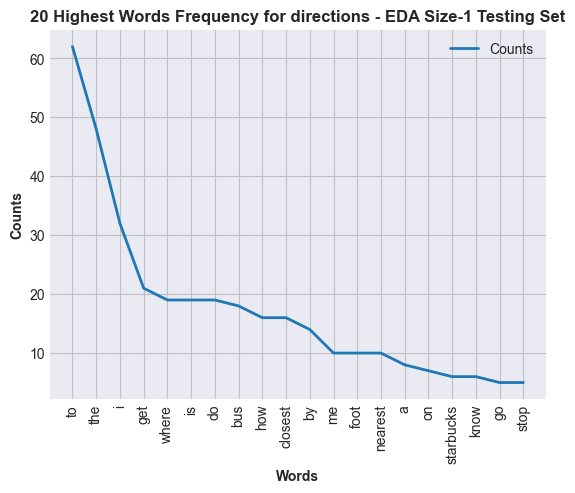 20 Highest Words Frequency for directions - EDA Size-1 Testing Set
Counts
60
50
40
30
20
10
Counts
to
the
i
get
where
is
do
bus
how
closest
by
me
foot
nearest
a
on
starbucks
know
go
stop
Words